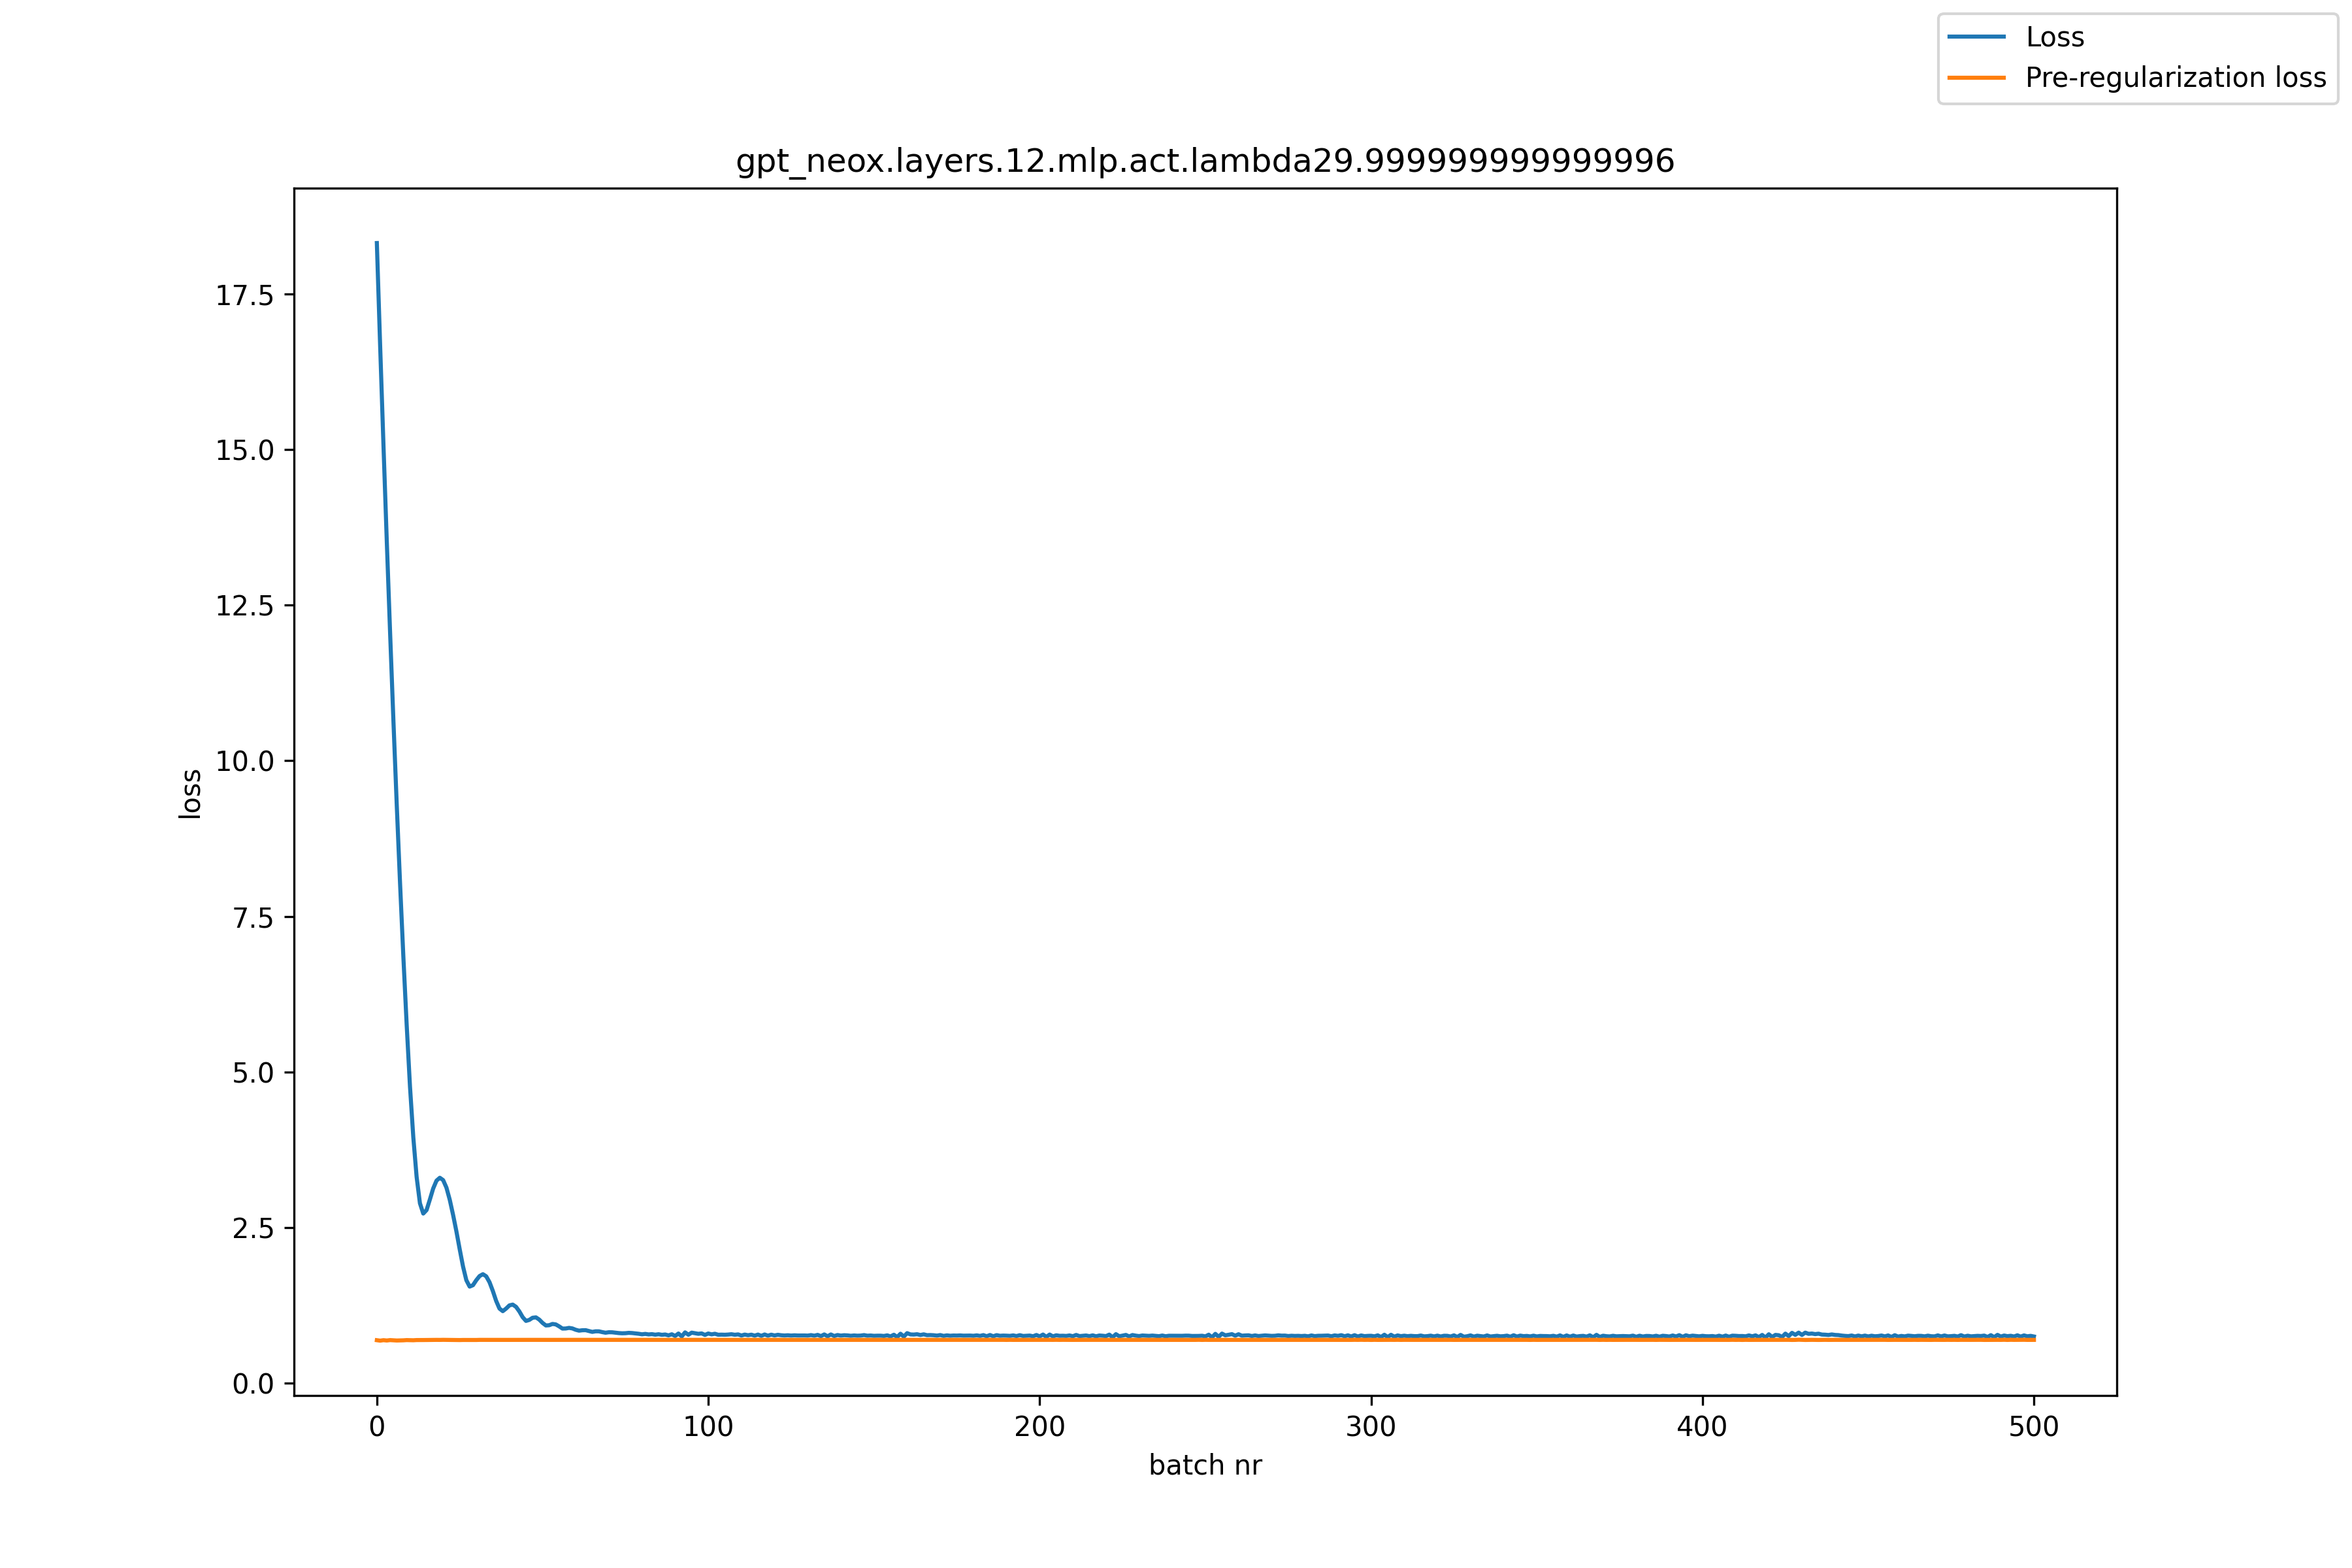 Loss
Pre-regularization loss
gpt_neox.layers.12.mlp.act.lambda29.999999999999996
17.5
15.0
12.5
10.0
7.5
5.0
2.5
0.0
loss
0 100 200 300 400 500
batch nr